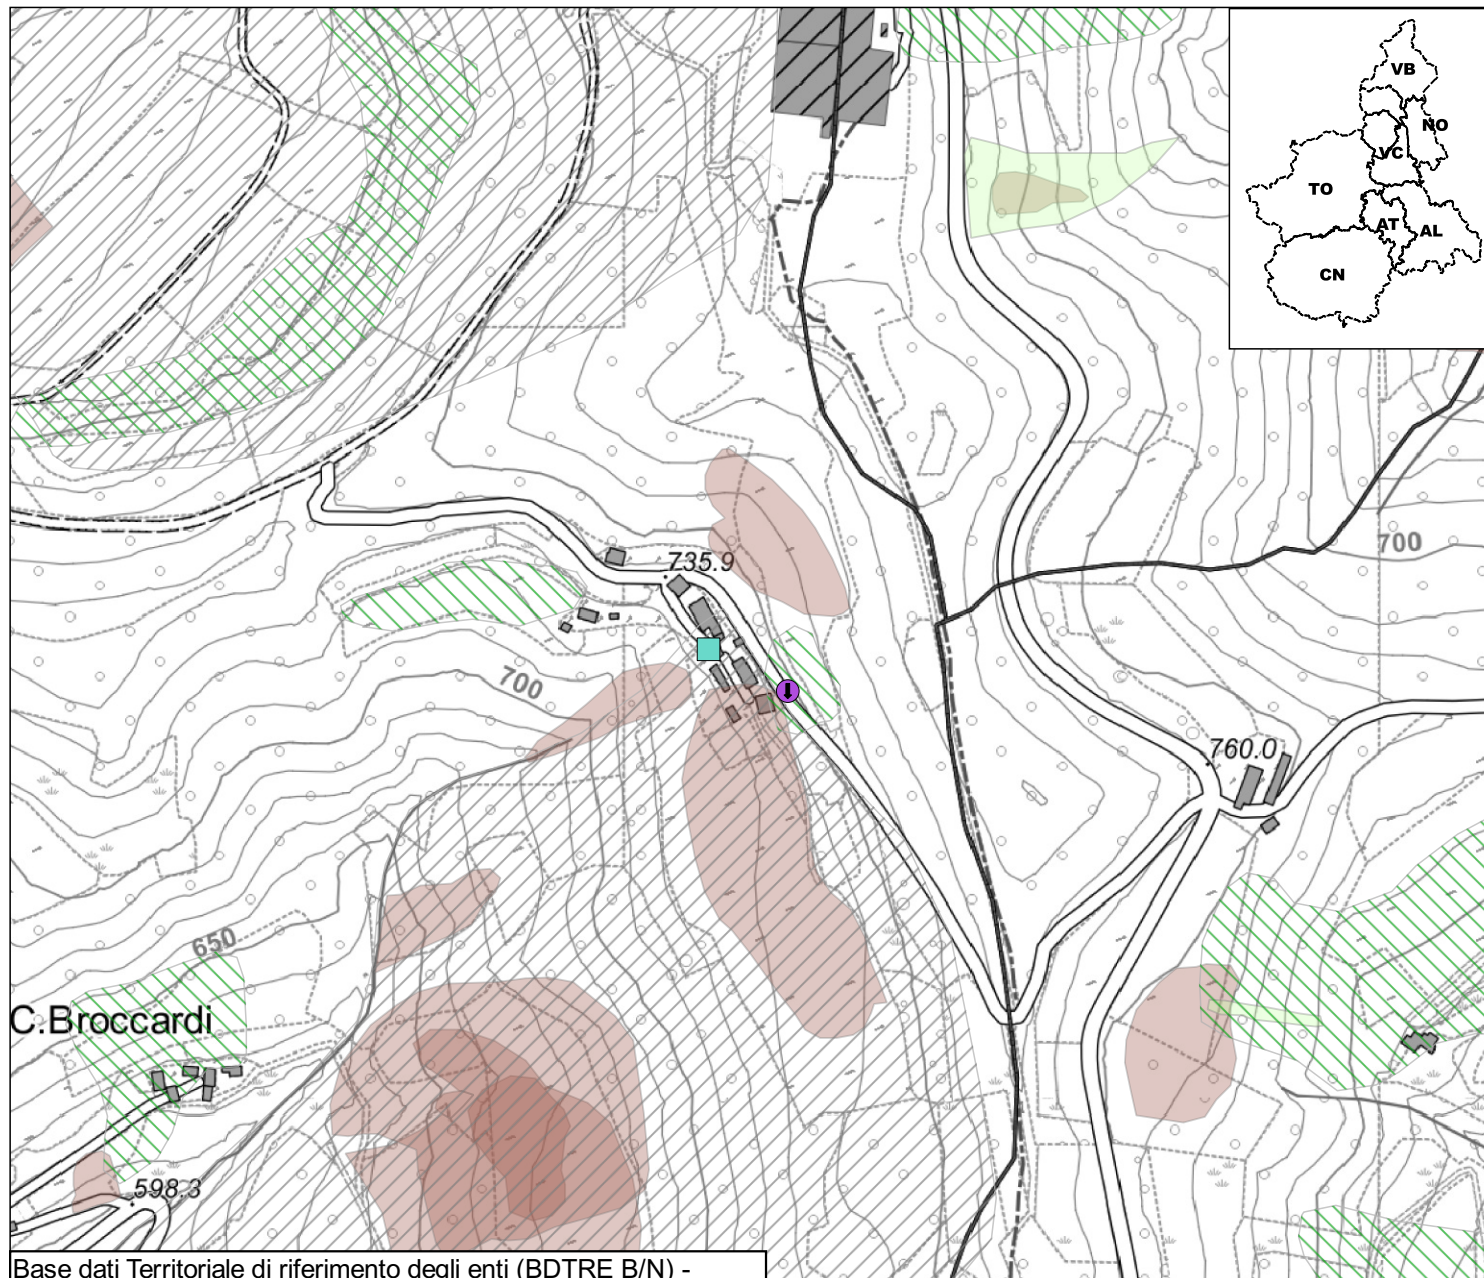 VB
NO
VC
TO
AT
AL
CN
700
735.9
700
760.0
650
C.Broccardi
598.3
Base dati Territoriale di riferimento degli enti (BDTRE B/N) -